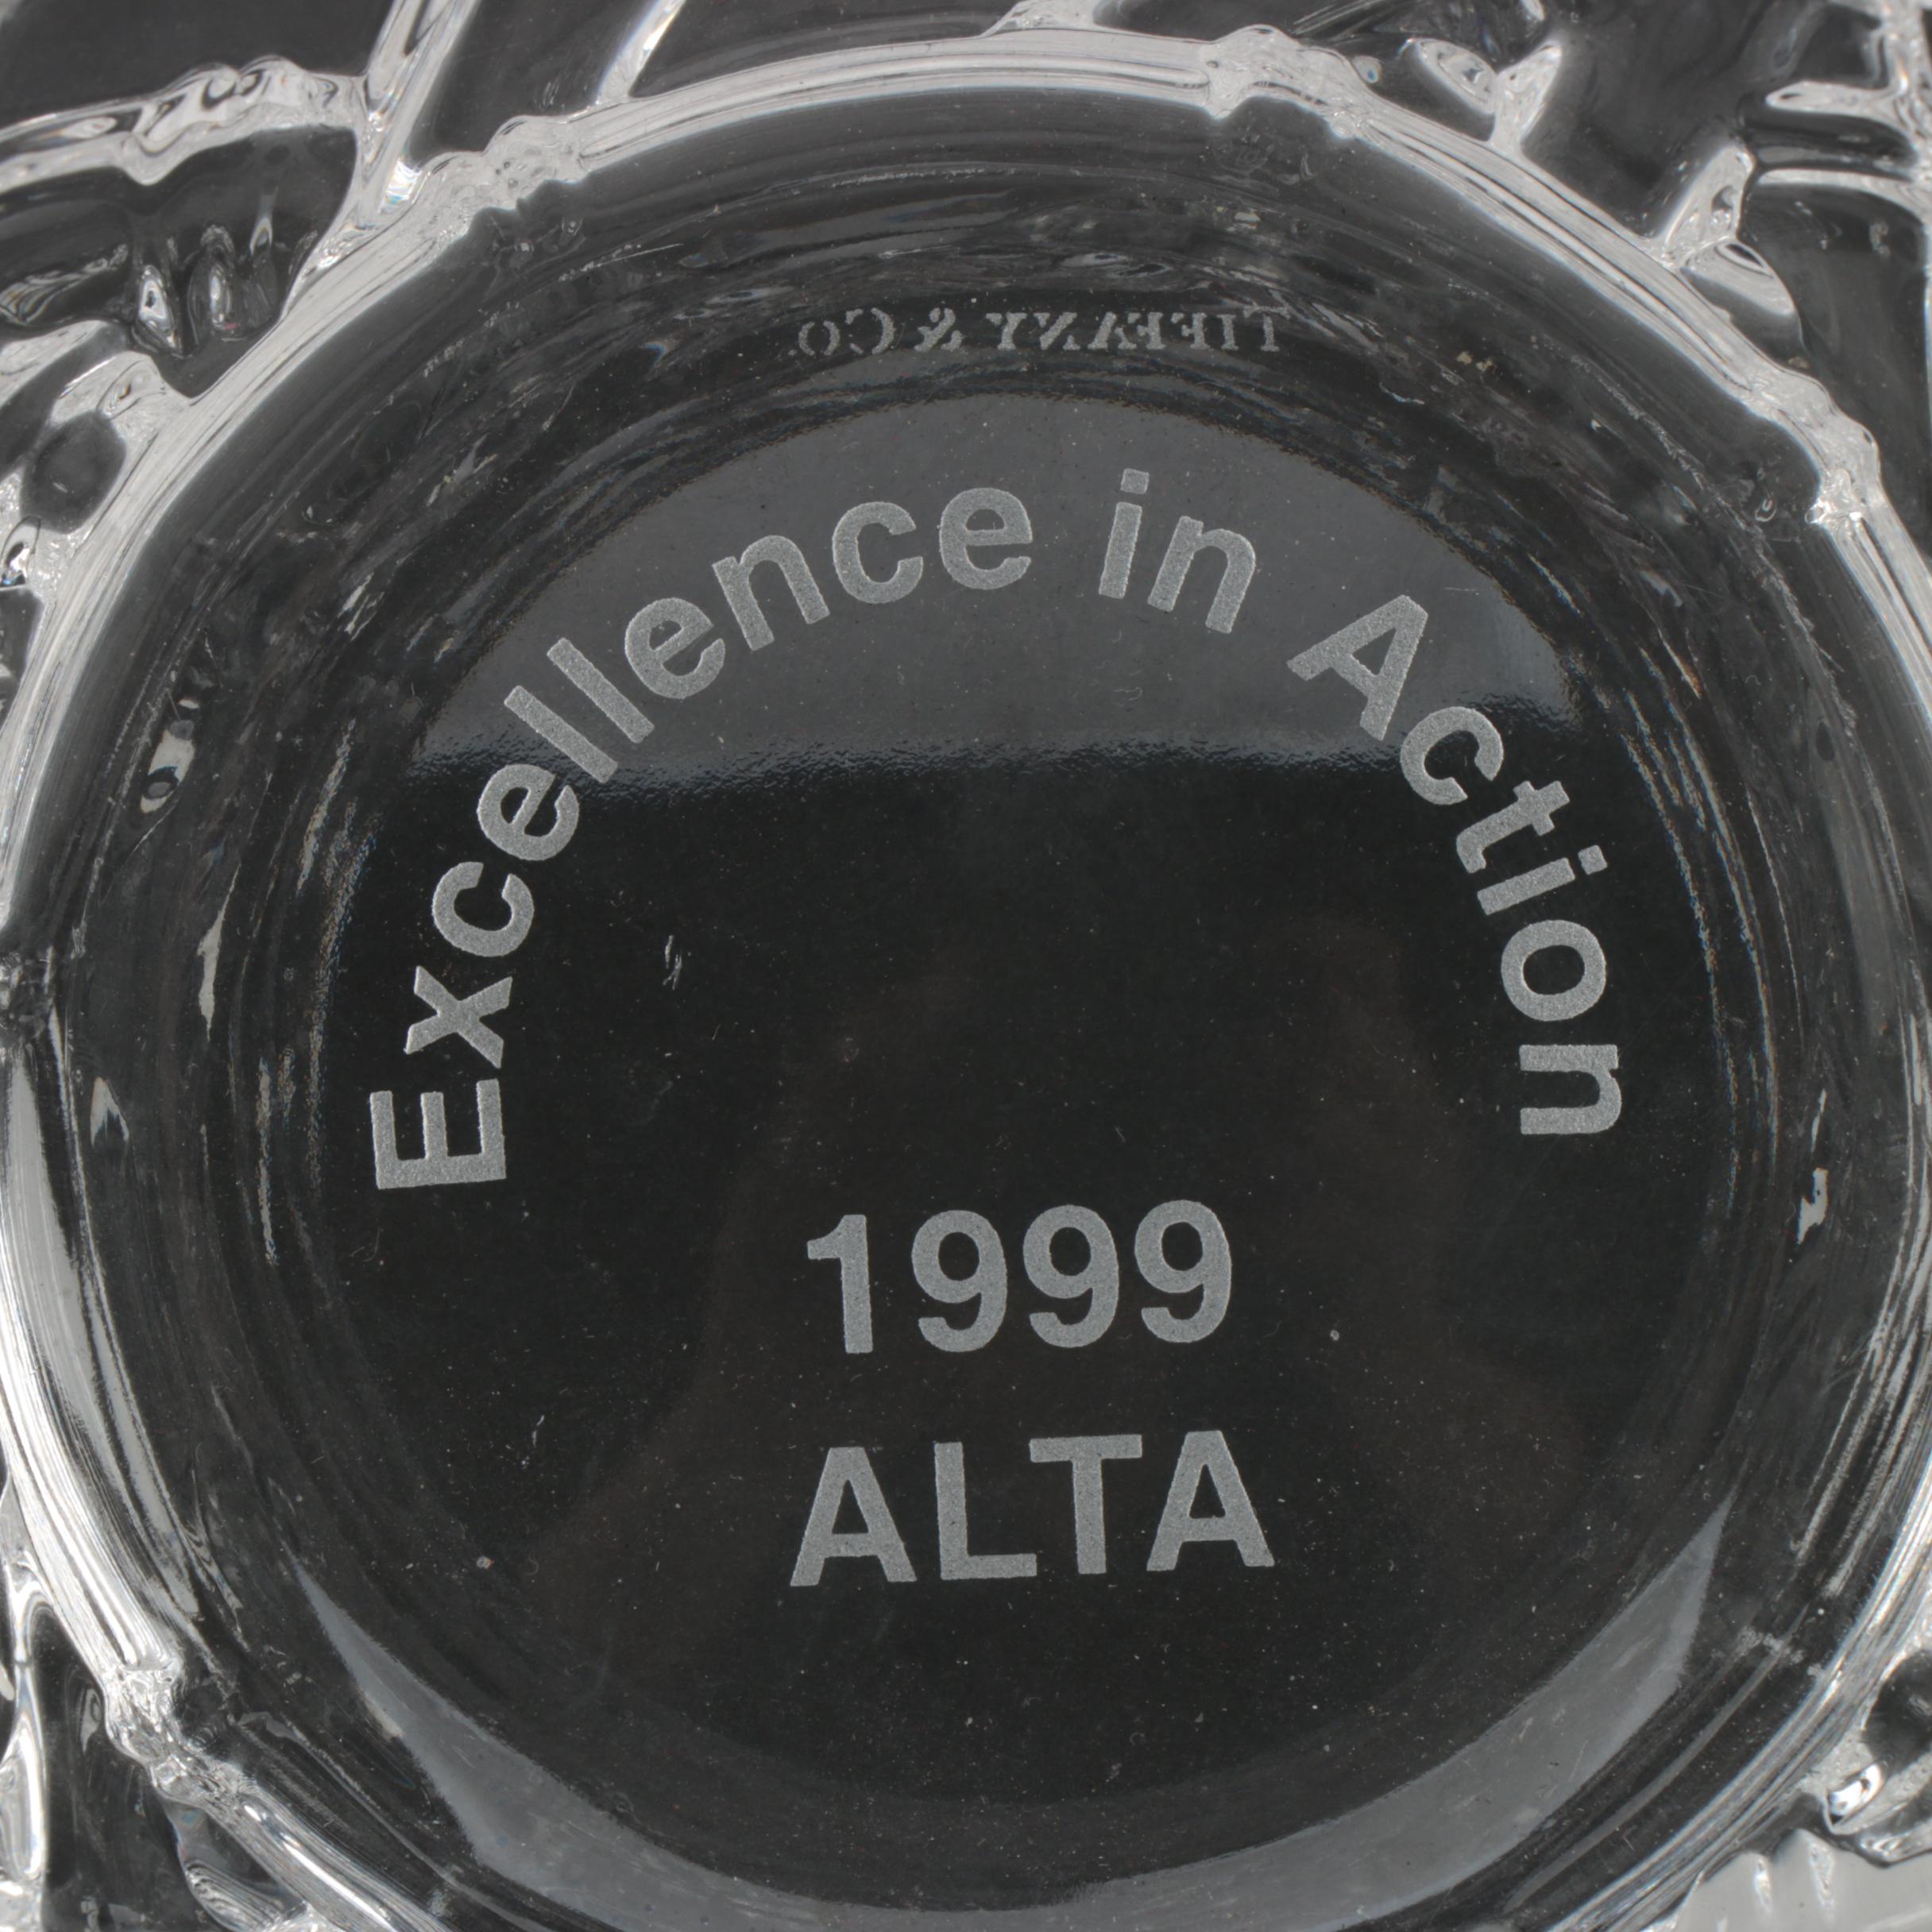 TIFFANY & CO.
Excellence in Action
1999
ALTA